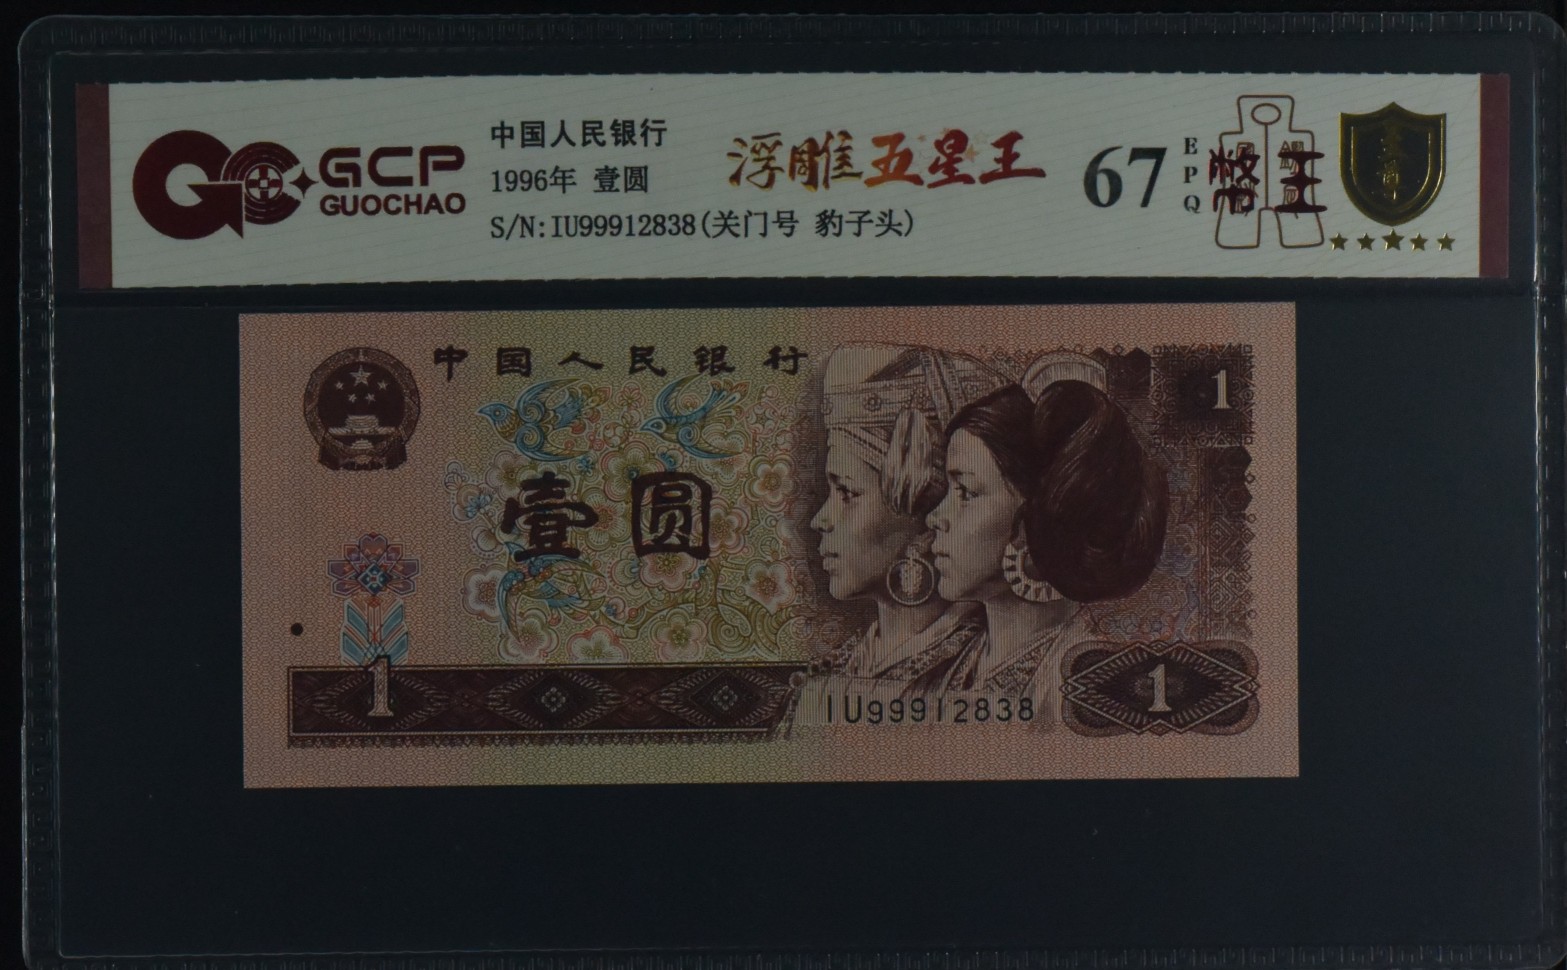 GCP
GUOCHAO
中国人民银行
1996年 壹圆
S/N:IU99912838(关门号 豹子头)
浮雕五星王
67
EPQ
中国人民银行
壹圆
1
1
1
IU99912838